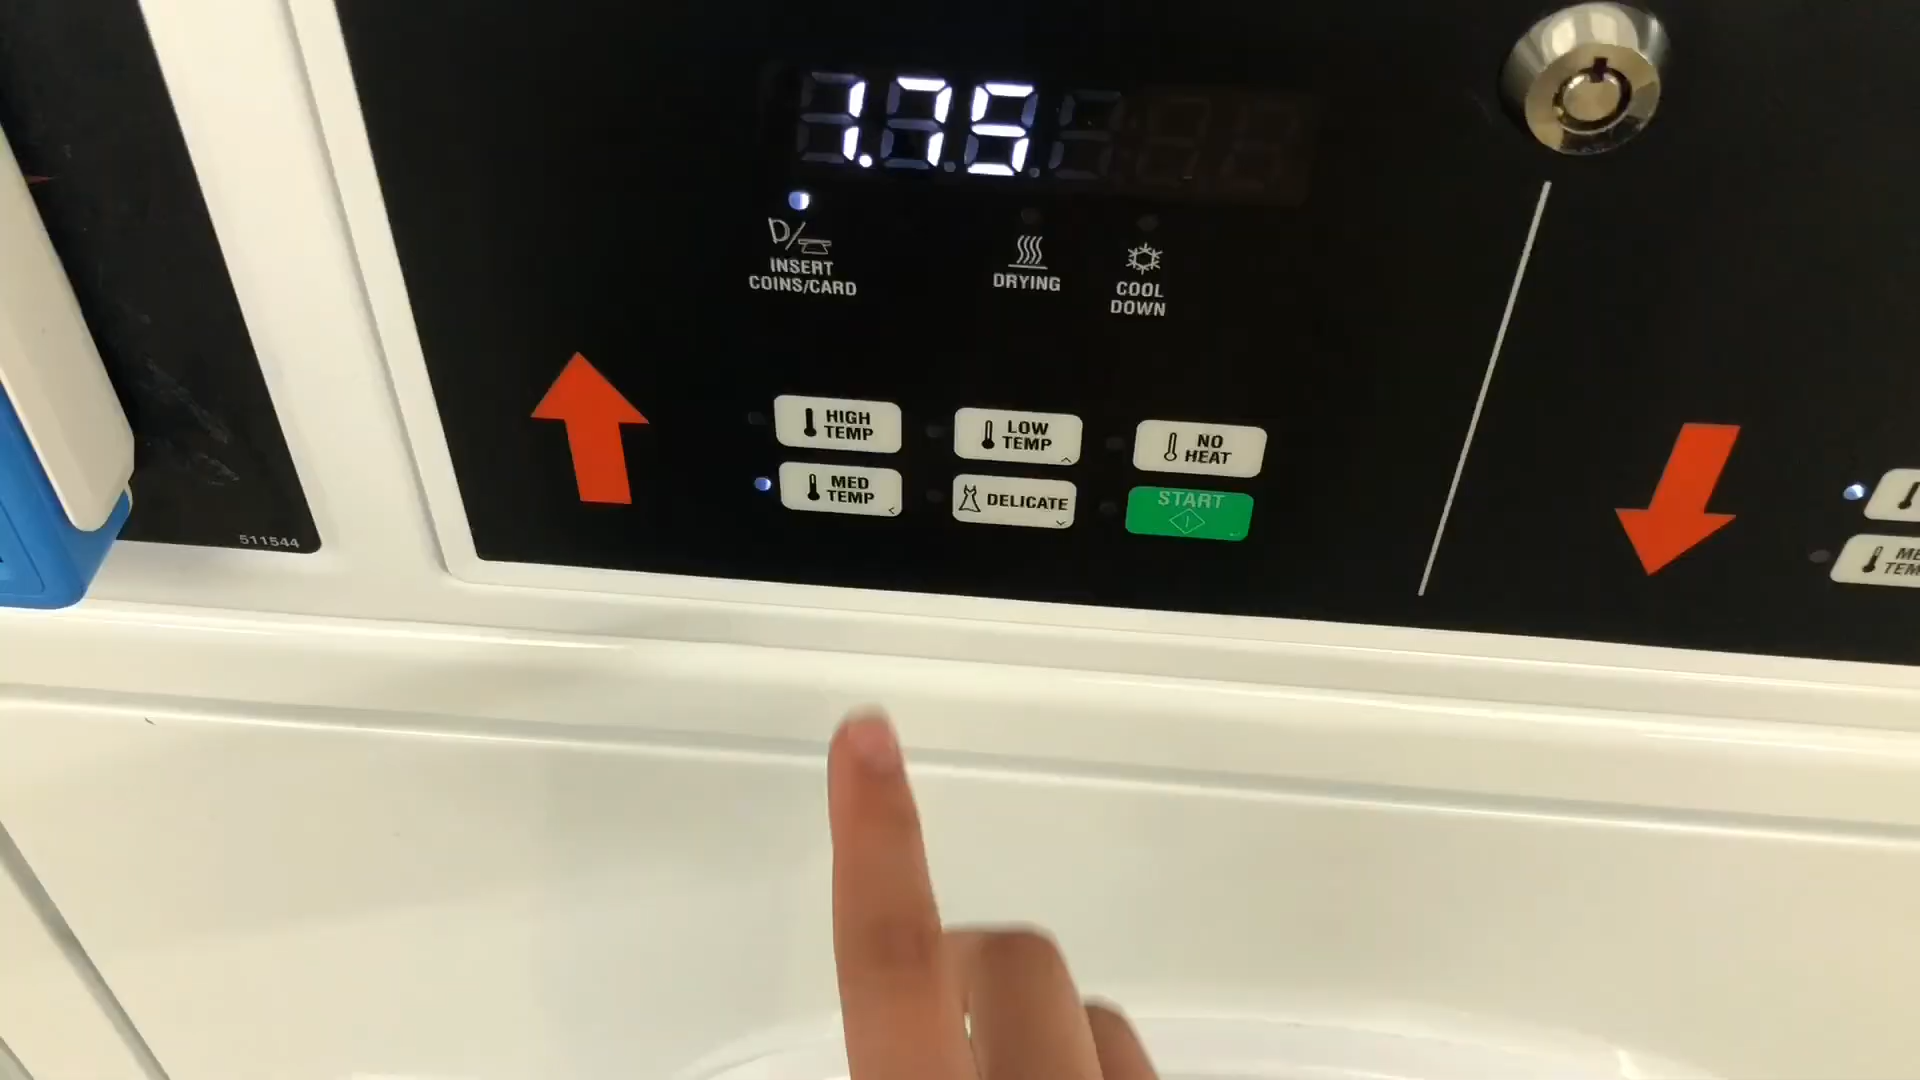 1.75
INSERT
COINS/CARD
DRYING
COOL
DOWN
HIGH
TEMP
LOW
TEMP
NO
HEAT
MED
TEMP
DELICATE
START
511544
TEM